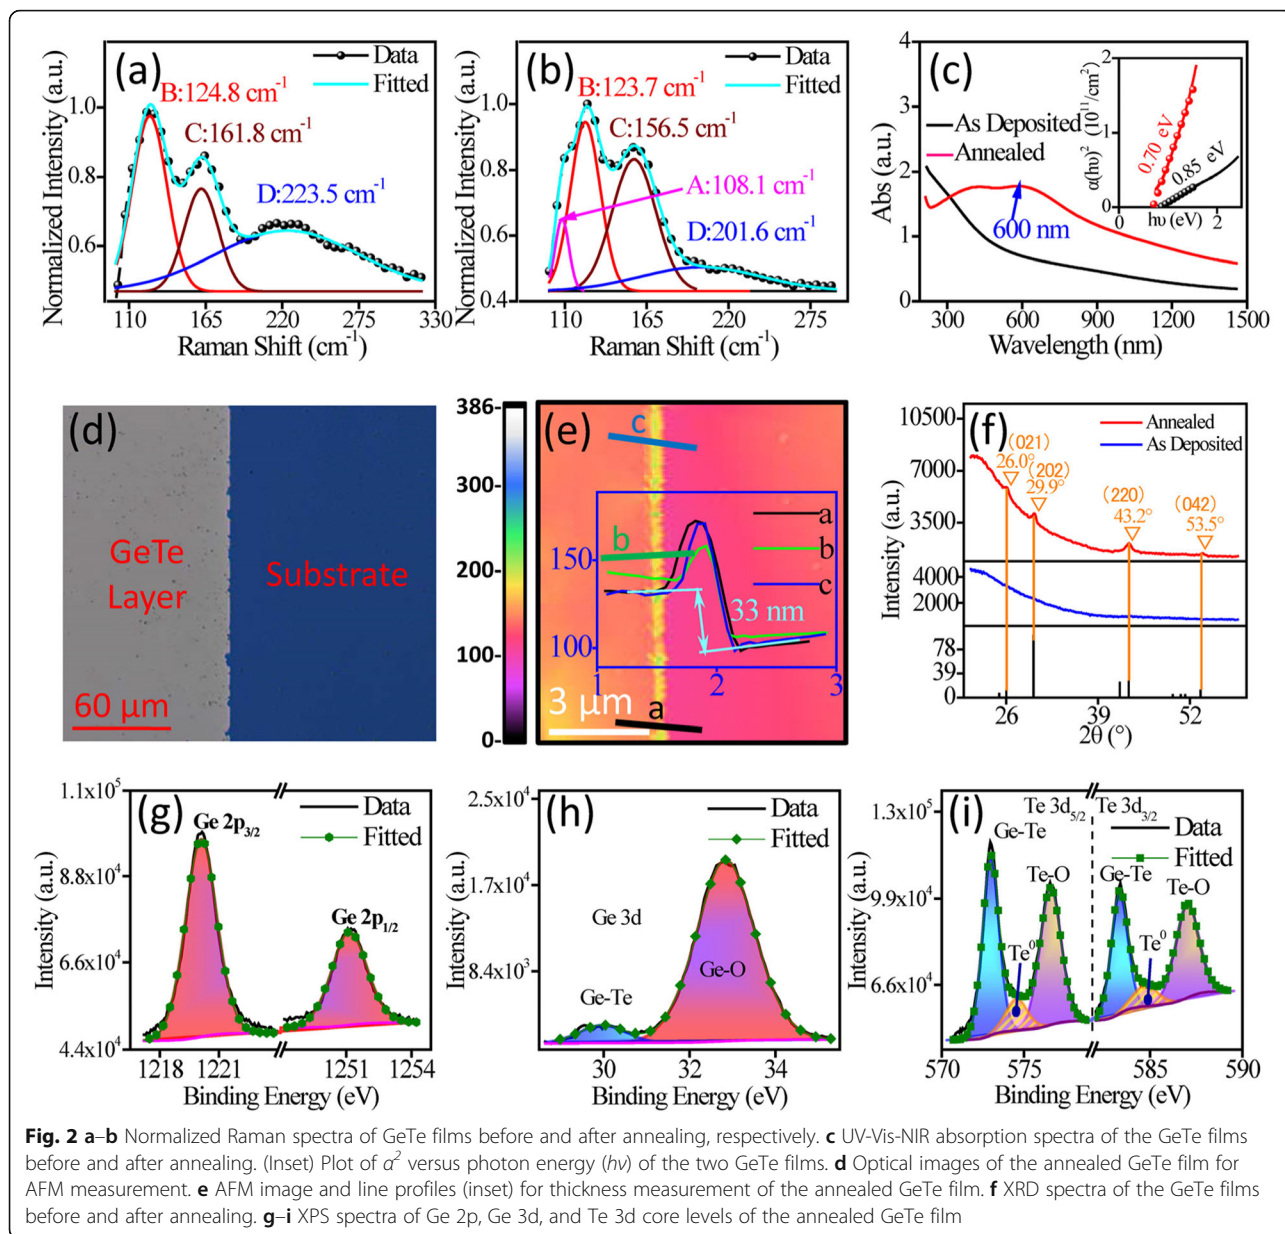 (a)
Data
Fitted
B:124.8 cm⁻¹
C:161.8 cm⁻¹
D:223.5 cm⁻¹
Normalized Intensity (a.u.)
1.0
0.8
0.6
110 165 222 275 330
Raman Shift (cm⁻¹)
(b)
Data
Fitted
B:123.7 cm⁻¹
C:156.5 cm⁻¹
A:108.1 cm⁻¹
D:201.6 cm⁻¹
Normalized Intensity (a.u.)
1.0
0.8
0.6
0.4
110 165 222 275
Raman Shift (cm⁻¹)
(c)
As Deposited
Annealed
600 nm
Abs (a.u.)
4
3
2
1
0
300 600 900 1200 1500
Wavelength (nm)
α(hυ)² (10¹¹/cm²)
2
1
0
0.70 eV
0.85 eV
0 hυ (eV) 2
(d)
GeTe
Layer
Substrate
60 μm
386-
300-
200-
100-
0-
(e)
c
b
a
a
b
c
150
100
33 nm
1 2 3
3 μm
(f)
Annealed
As Deposited
(021)
26.0°
(202)
29.9°
(220)
43.2°
(042)
53.5°
Intensity (a.u.)
10500
7000
3500
4000
2000
78
39
0
26 39 52
2θ (°)
(g)
Data
Fitted
Ge 2p3/2
Ge 2p1/2
Intensity (a.u.)
1.1x10⁵
8.8x10⁴
6.6x10⁴
4.4x10⁴
1218 1221 1251 1254
Binding Energy (eV)
(h)
Data
Fitted
Ge 3d
Ge-Te
Ge-O
Intensity (a.u.)
2.5x10⁴
1.7x10⁴
8.4x10³
30 32 34
Binding Energy (eV)
(i)
Te 3d5/2 Te 3d3/2
Data
Fitted
Ge-Te
Te-O
Te⁰
Ge-Te
Te-O
Te⁰
Intensity (a.u.)
1.3x10⁵
9.9x10⁴
6.6x10⁴
570 575 585 590
Binding Energy (eV)
Fig. 2 a–b Normalized Raman spectra of GeTe films before and after annealing, respectively. c UV-Vis-NIR absorption spectra of the GeTe films
before and after annealing. (Inset) Plot of α² versus photon energy (hν) of the two GeTe films. d Optical images of the annealed GeTe film for
AFM measurement. e AFM image and line profiles (inset) for thickness measurement of the annealed GeTe film. f XRD spectra of the GeTe films
before and after annealing. g–i XPS spectra of Ge 2p, Ge 3d, and Te 3d core levels of the annealed GeTe film